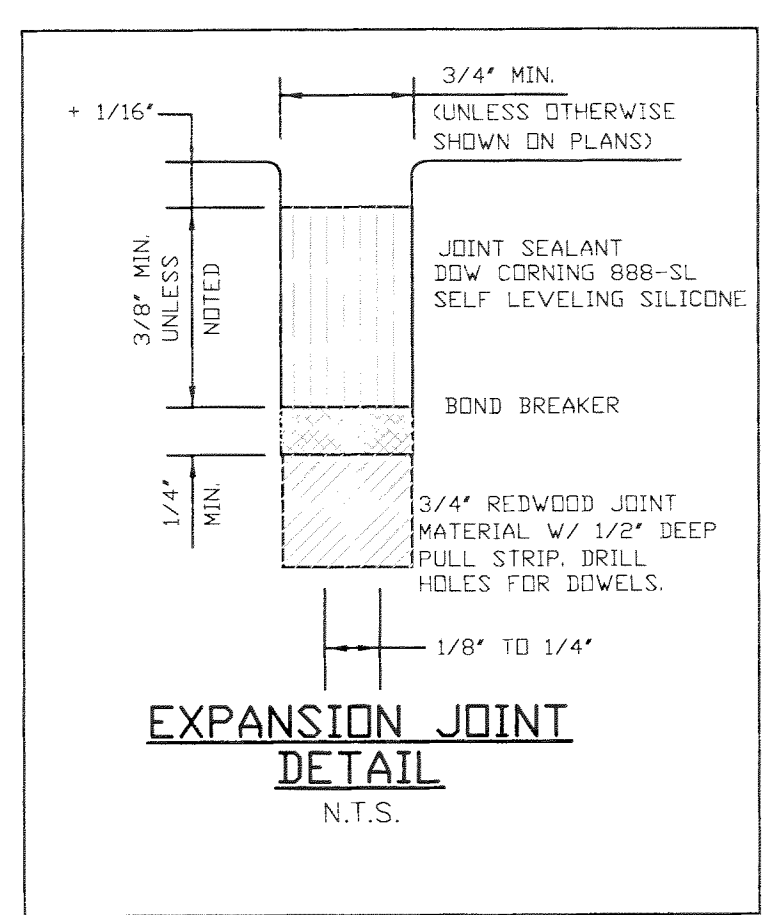 3/4" MIN.
(UNLESS OTHERWISE
SHOWN ON PLANS)
+ 1/16"
3/8" MIN.
UNLESS
NOTED
JOINT SEALANT
DOW CORNING 888-SL
SELF LEVELING SILICONE
BOND BREAKER
1/4"
MIN.
3/4" REDWOOD JOINT
MATERIAL W/ 1/2" DEEP
PULL STRIP. DRILL
HOLES FOR DOWELS.
1/8" TO 1/4"
EXPANSION JOINT
DETAIL
N.T.S.